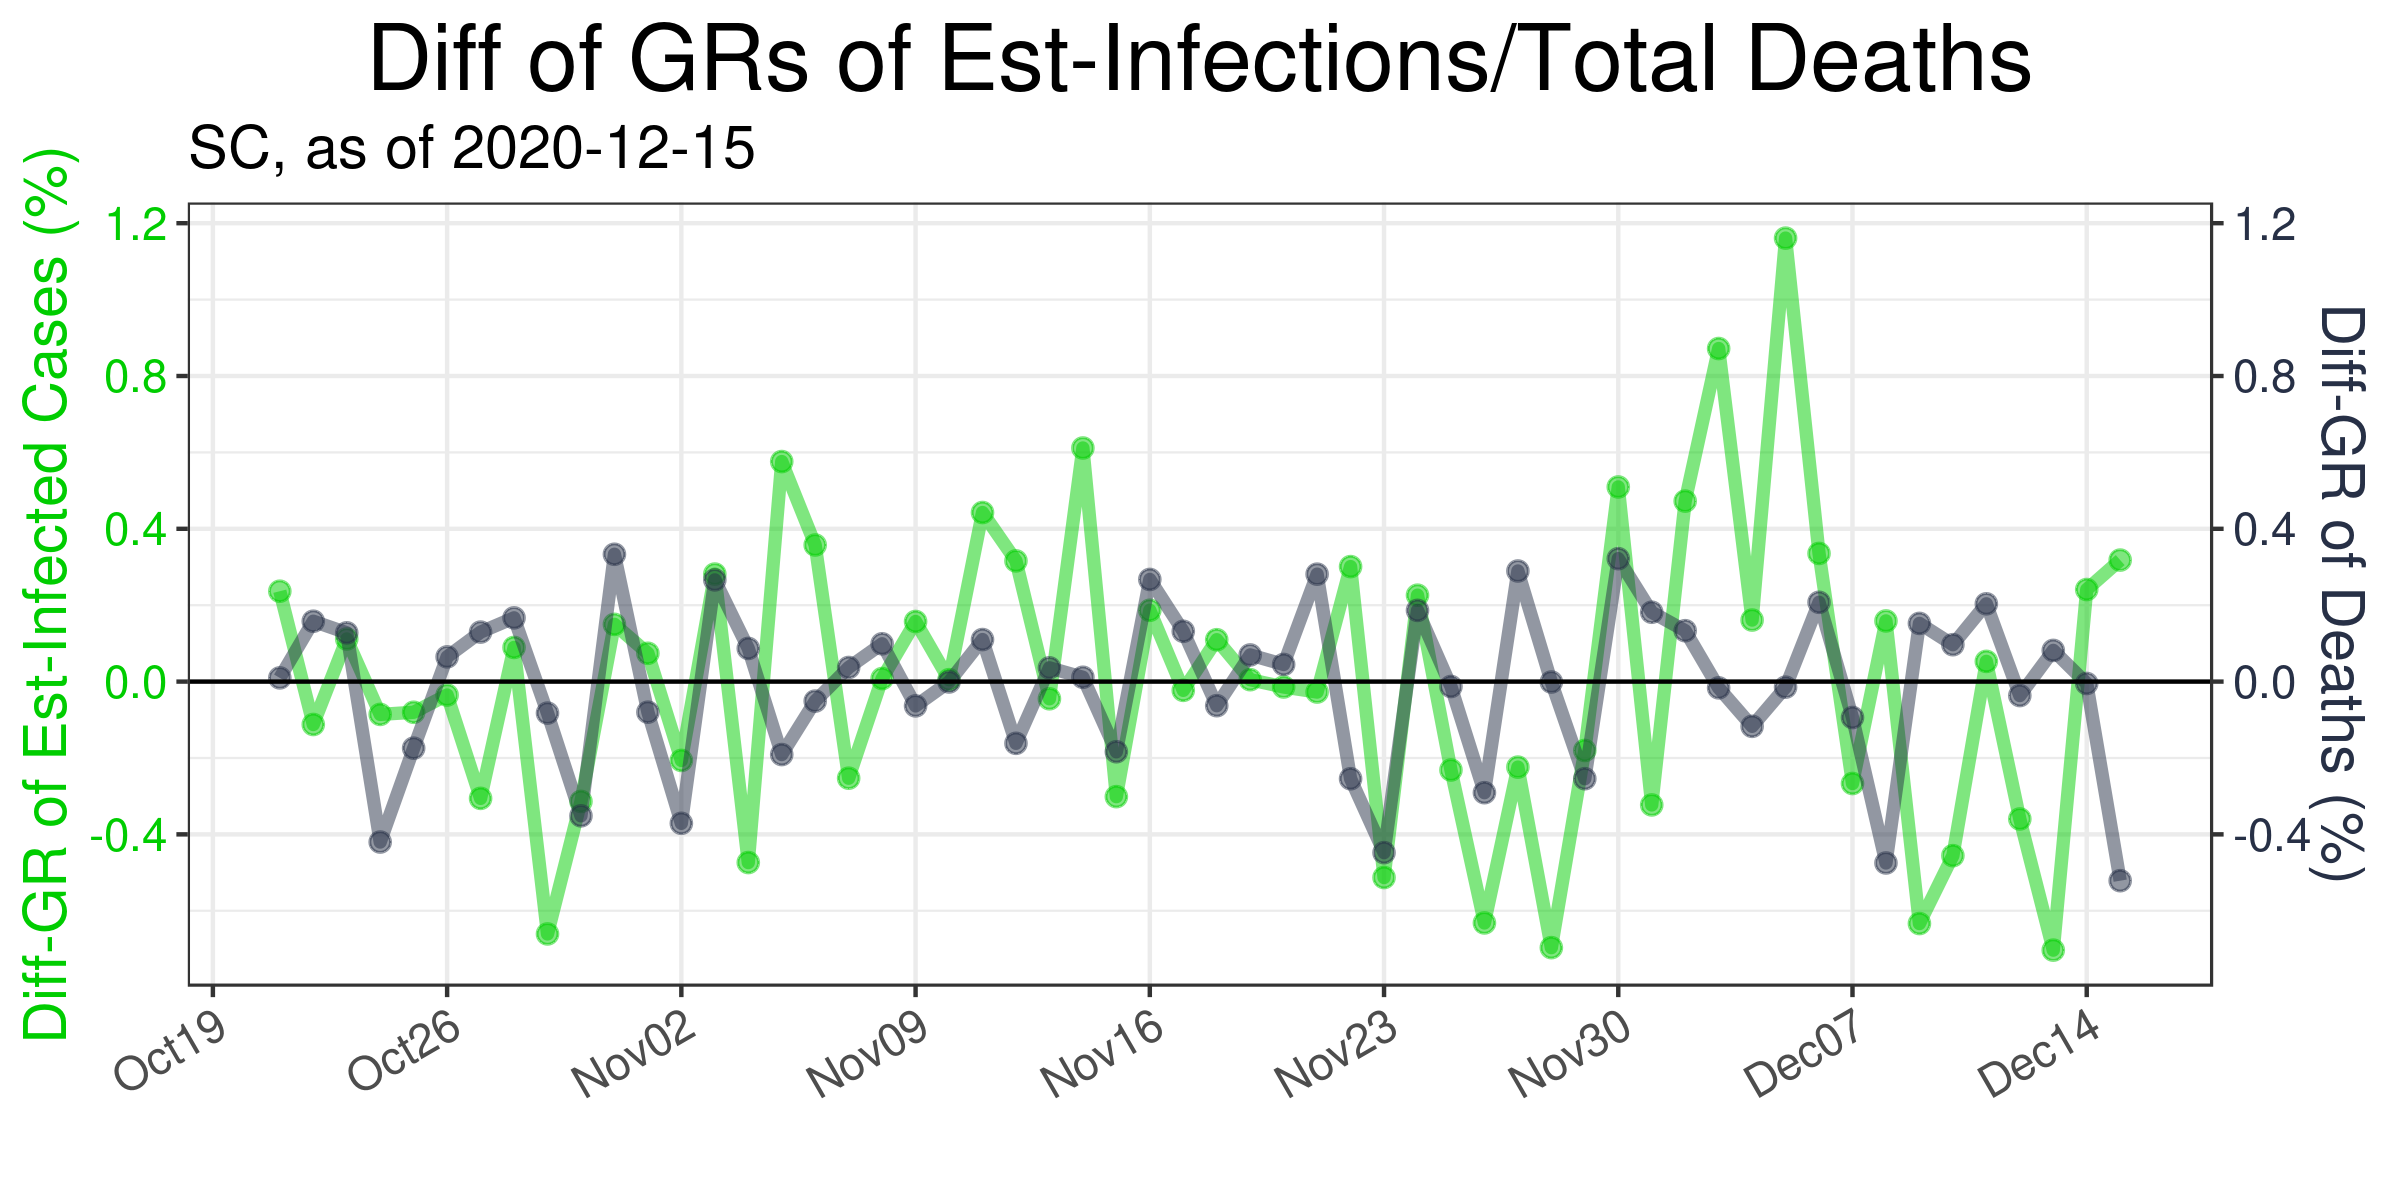 Diff of GRs of Est-Infections/Total Deaths
SC, as of 2020-12-15
Diff-GR of Est-Infected Cases (%)
1.2
0.8
0.4
0.0
-0.4
1.2
0.8
0.4
0.0
-0.4
Diff-GR of Deaths (%)
Oct19
Oct26
Nov02
Nov09
Nov16
Nov23
Nov30
Dec07
Dec14